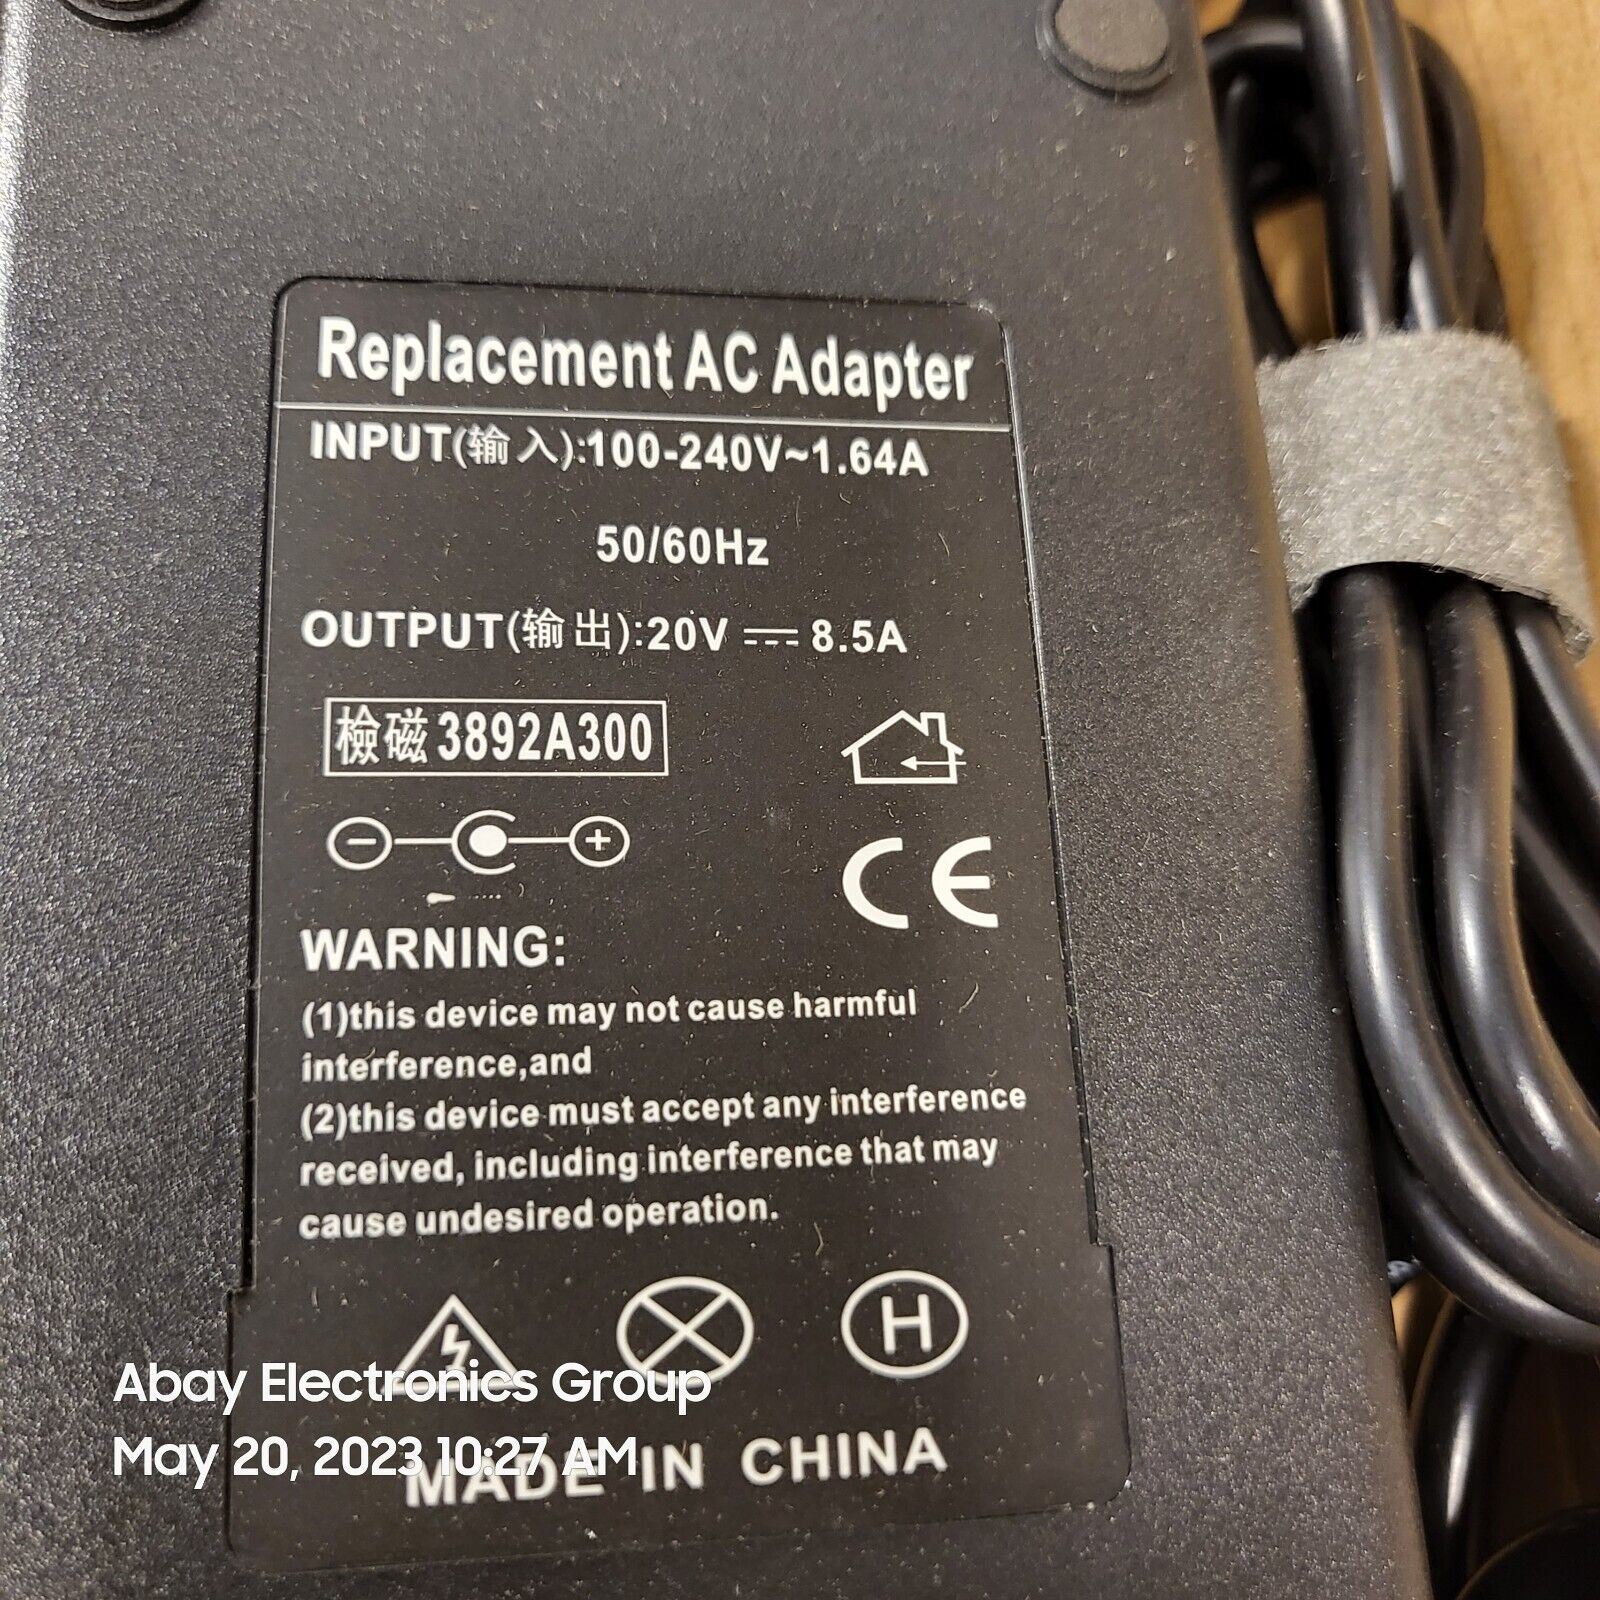 Replacement AC Adapter
INPUT(输入):100-240V~1.64A
50/60Hz
OUTPUT(输出):20V ⎓ 8.5A
檢磁 3892A300
CE
WARNING:
(1)this device may not cause harmful
interference,and
(2)this device must accept any interference
received, including interference that may
cause undesired operation.
H
Abay Electronics Group
May 20, 2023 10:27 AM
MADE IN CHINA